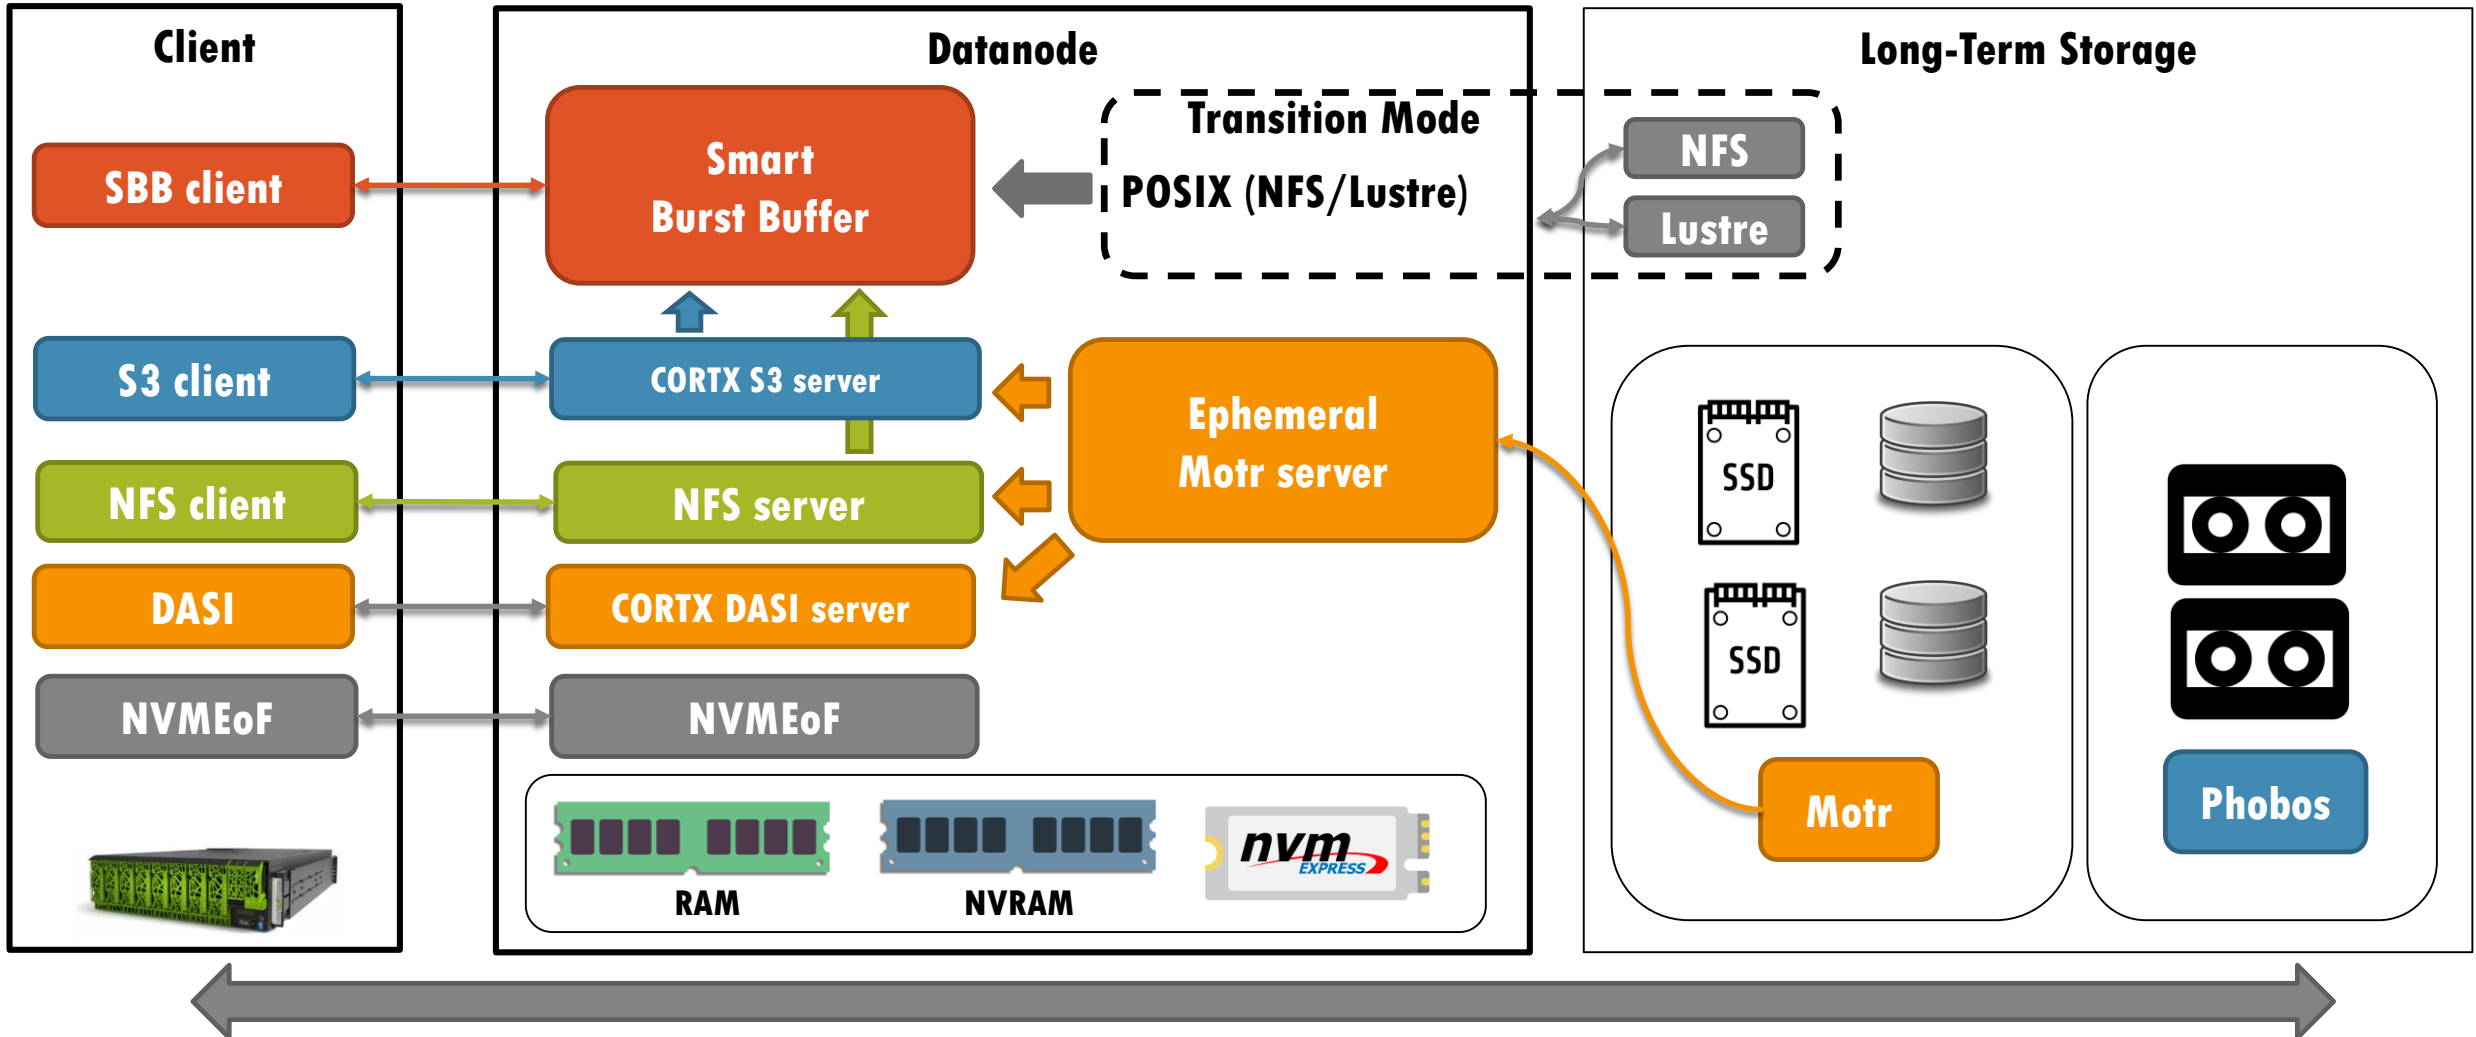 Client
SBB client
S3 client
NFS client
DASI
NVMEoF
Datanode
Smart
Burst Buffer
Transition Mode
POSIX (NFS/Lustre)
CORTX S3 server
NFS server
CORTX DASI server
NVMEoF
Ephemeral
Motr server
RAM
NVRAM
nvm
EXPRESS
Long-Term Storage
NFS
Lustre
SSD
SSD
Motr
Phobos